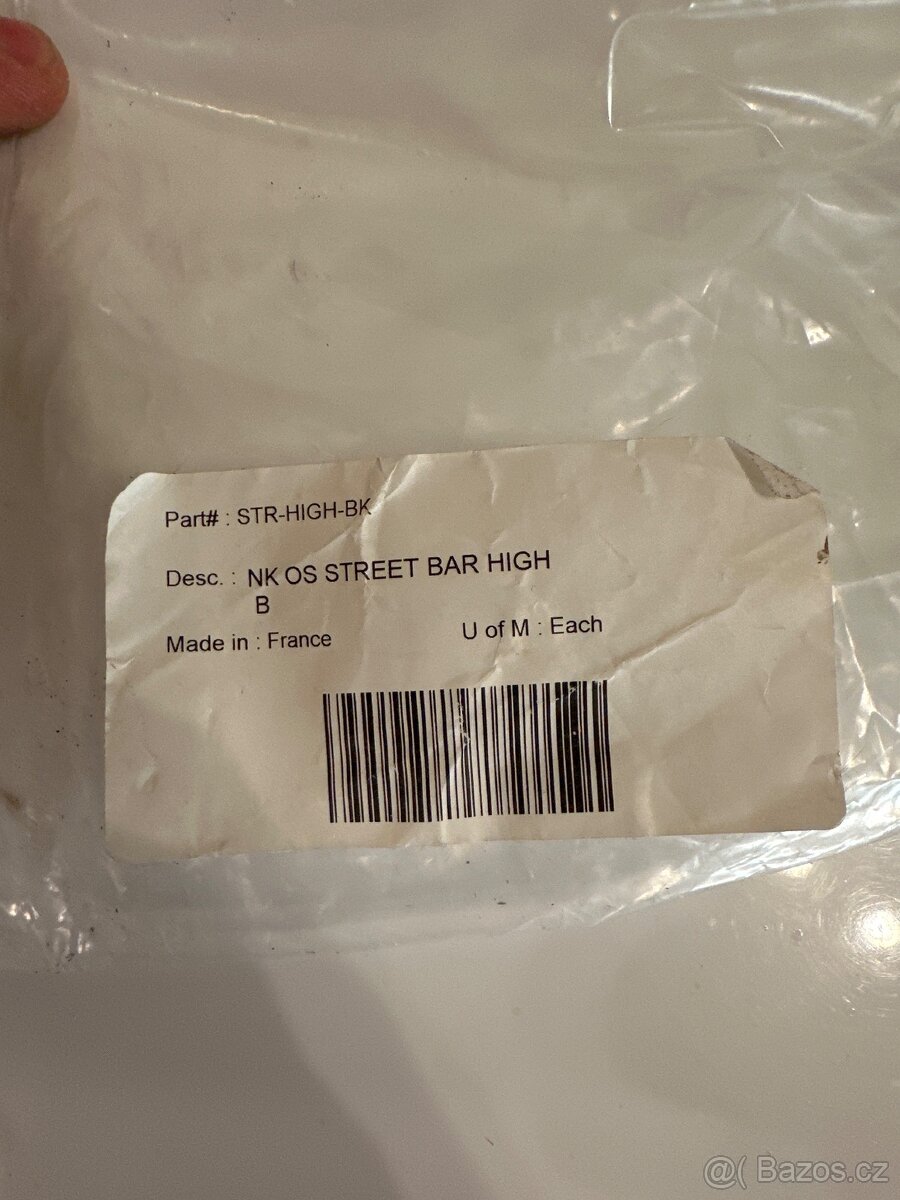 Part# : STR-HIGH-BK
Desc. : NK OS STREET BAR HIGH
B
Made in : France U of M : Each
@( Bazos.cz